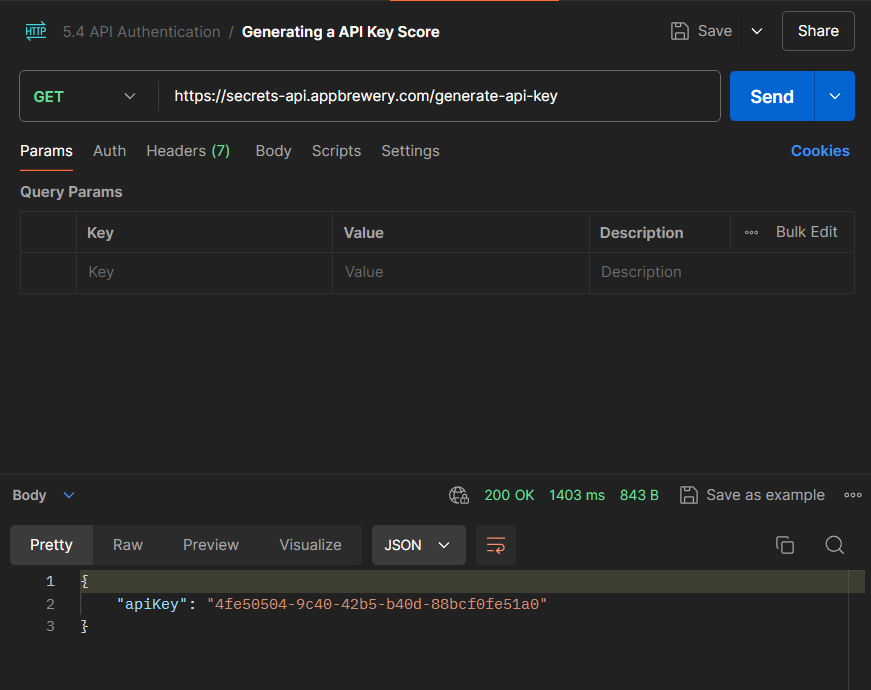 HTTP 5.4 API Authentication / Generating a API Key Score Save Share
GET https://secrets-api.appbrewery.com/generate-api-key Send
Params Auth Headers (7) Body Scripts Settings Cookies
Query Params
Key Value Description Bulk Edit
Key Value Description
Body 200 OK 1403 ms 843 B Save as example
Pretty Raw Preview Visualize JSON
1 {
2 "apiKey": "4fe50504-9c40-42b5-b40d-88bcf0fe51a0"
3 }